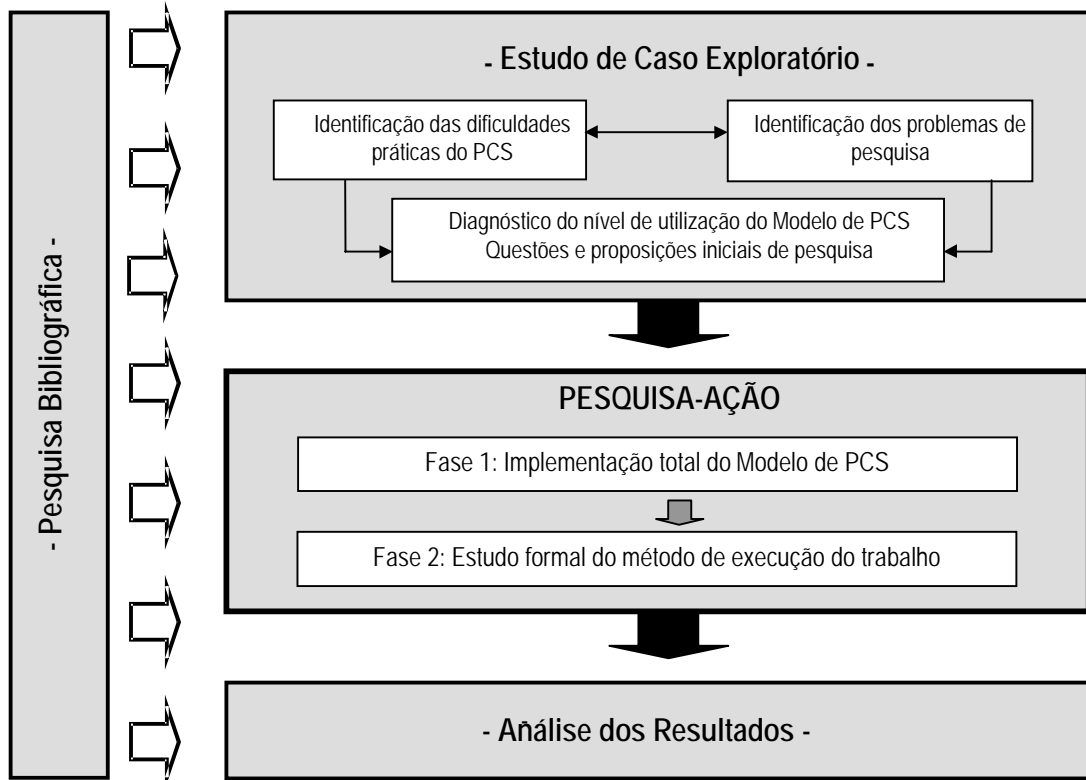 - Pesquisa Bibliográfica -
- Estudo de Caso Exploratório -
Identificação das dificuldades
práticas do PCS
Identificação dos problemas de
pesquisa
Diagnóstico do nível de utilização do Modelo de PCS
Questões e proposições iniciais de pesquisa
PESQUISA-AÇÃO
Fase 1: Implementação total do Modelo de PCS
Fase 2: Estudo formal do método de execução do trabalho
- Análise dos Resultados -